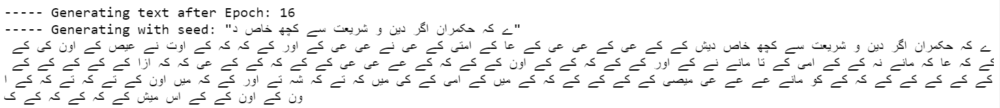 ----- Generating text after Epoch: 16
----- Generating with seed: "ے کہ حکمران اگر دین و شریعت سے کچھ خاص د"
ے کہ حکمران اگر دین و شریعت سے کچھ خاص دیش کے کے عی کے عی عی کے عا کے امتی کے عی نے عی عی کے اور کے کہ کہ کے اوت نے عیص کے اون کی کے
کے کہ عا کہ مانے نہ کے کے امی کے تا مانے نے کے اور کے کے کہ کے کے اون کے کے کہ کے عے عی عی کے کے کہ کے کے عی کہ کہ ازا کے کے کے کے کے
کے کے کے کے کے کہ کے کو مانے عے عے عی میصی کے کے کے کے کہ کے میں کے امی کے کی میں کہ تے کہ شہ تے اور کے کہ میں اون کے تے کہ تے کہ کے ا
ون کے اون کے کے اس میش کے کہ کے کہ کے ک